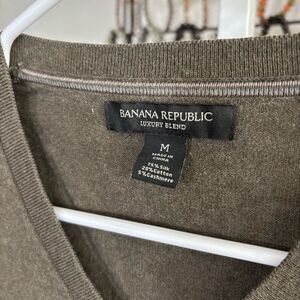 BANANA REPUBLIC
LUXURY BLEND
M
MADE IN
CHINA
75% Silk
20% Cotton
5% Cashmere